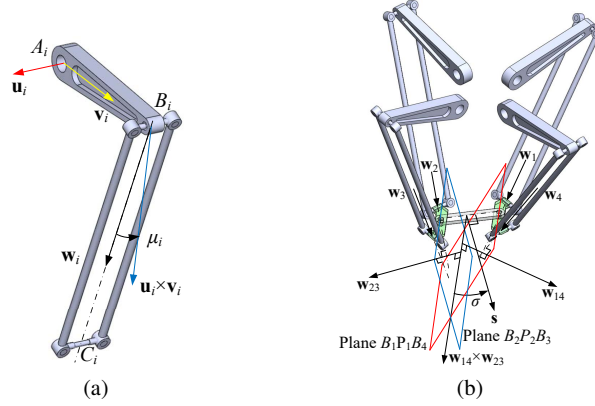 A_i
B_i
u_i
v_i
w_i
μ_i
u_i×v_i
C_i
(a)
w_1
w_2
w_3
w_4
w_23
w_14
σ
s
Plane B_1P_1B_4
Plane B_2P_2B_3
w_14×w_23
(b)